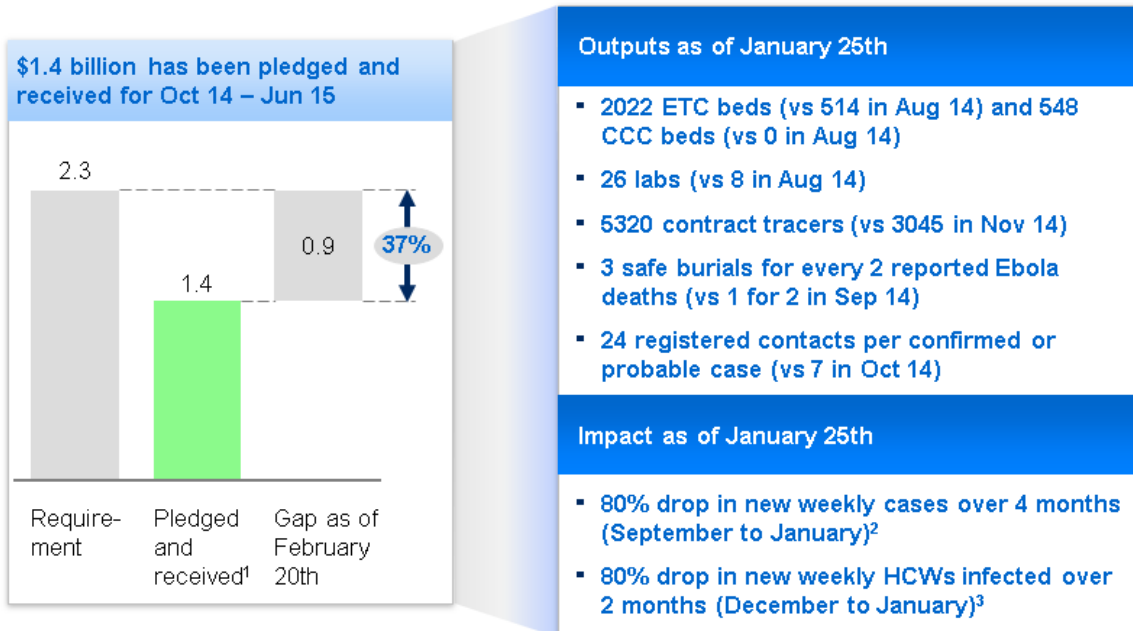 $1.4 billion has been pledged and
received for Oct 14 – Jun 15
2.3
1.4
0.9
37%
Require-
ment
Pledged
and
received¹
Gap as of
February
20th
Outputs as of January 25th
▪ 2022 ETC beds (vs 514 in Aug 14) and 548
CCC beds (vs 0 in Aug 14)
▪ 26 labs (vs 8 in Aug 14)
▪ 5320 contract tracers (vs 3045 in Nov 14)
▪ 3 safe burials for every 2 reported Ebola
deaths (vs 1 for 2 in Sep 14)
▪ 24 registered contacts per confirmed or
probable case (vs 7 in Oct 14)
Impact as of January 25th
▪ 80% drop in new weekly cases over 4 months
(September to January)²
▪ 80% drop in new weekly HCWs infected over
2 months (December to January)³